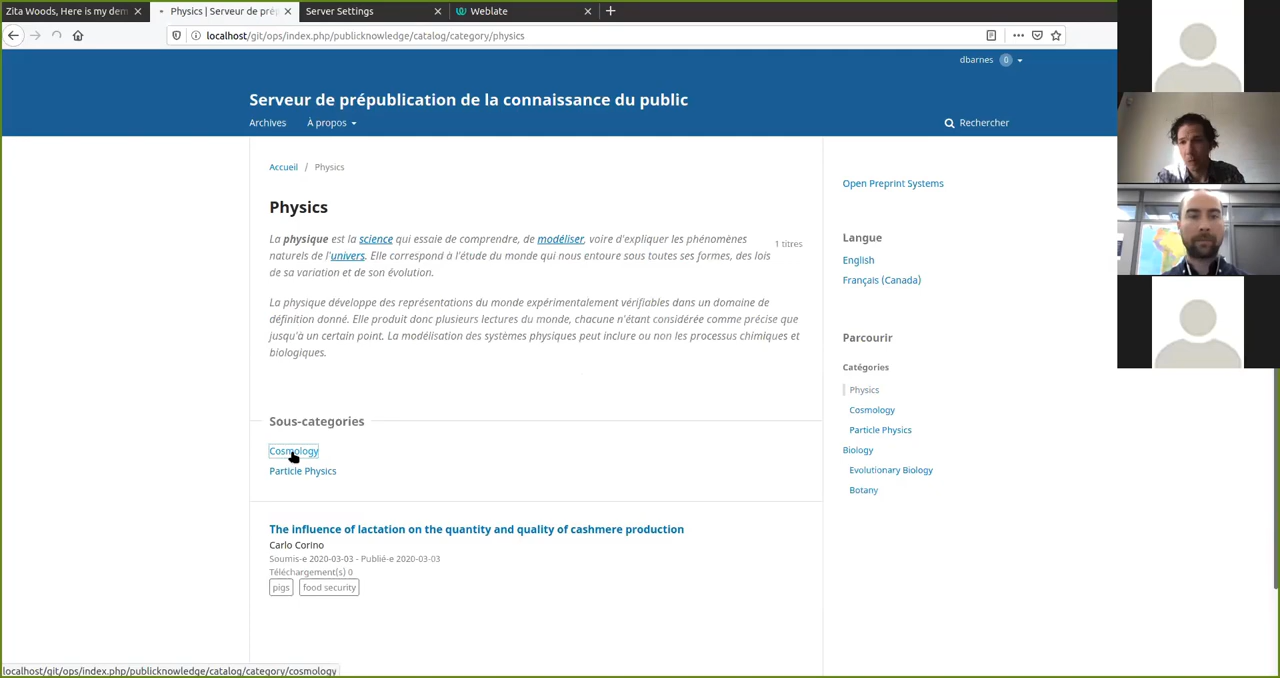 Zita Woods, Here is my dem
Physics | Serveur de prép
Server Settings
Weblate
localhost/git/ops/index.php/publicknowledge/catalog/category/physics
dbarnes 0
Serveur de prépublication de la connaissance du public
Archives À propos
Rechercher
Accueil / Physics
Physics
La physique est la science qui essaie de comprendre, de modéliser, voire d'expliquer les phénomènes
naturels de l'univers. Elle correspond à l'étude du monde qui nous entoure sous toutes ses formes, des lois
de sa variation et de son évolution.
1 titres
La physique développe des représentations du monde expérimentalement vérifiables dans un domaine de
définition donné. Elle produit donc plusieurs lectures du monde, chacune n'étant considérée comme précise que
jusqu'à un certain point. La modélisation des systèmes physiques peut inclure ou non les processus chimiques et
biologiques.
Sous-categories
Cosmology
Particle Physics
The influence of lactation on the quantity and quality of cashmere production
Carlo Corino
Soumis-e 2020-03-03 - Publié-e 2020-03-03
Téléchargement(s) 0
pigs food security
Open Preprint Systems
Langue
English
Français (Canada)
Parcourir
Catégories
Physics
Cosmology
Particle Physics
Biology
Evolutionary Biology
Botany
localhost/git/ops/index.php/publicknowledge/catalog/category/cosmology